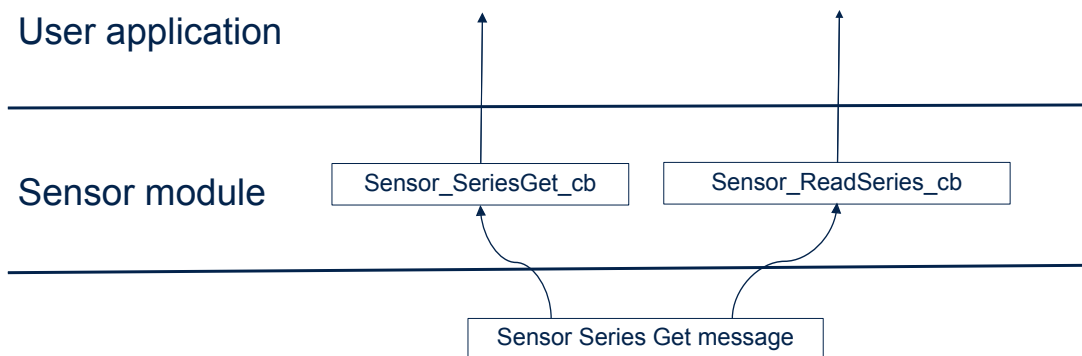 User application
Sensor module
Sensor_SeriesGet_cb
Sensor_ReadSeries_cb
Sensor Series Get message